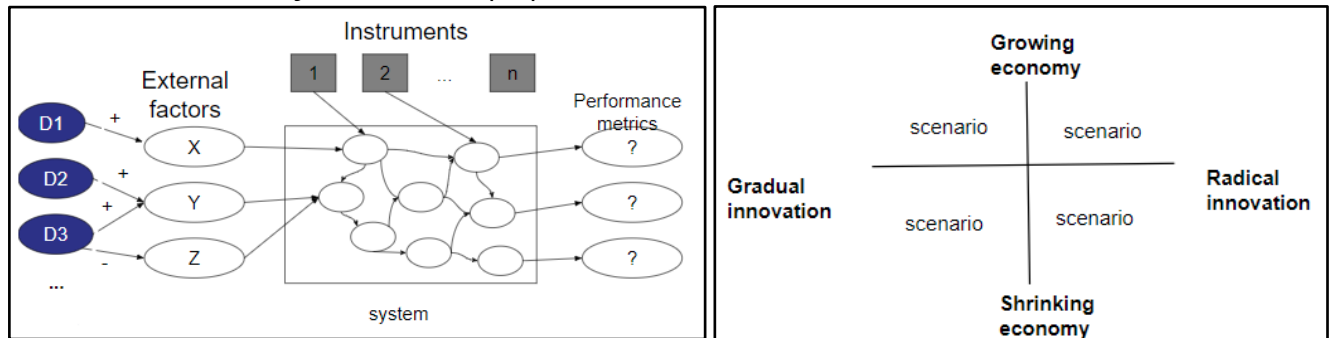 Instruments
1 2 ... n
External
factors
Performance
metrics
D1 + X ?
D2 + Y ?
+
D3 - Z ?
...
system
Growing
economy
scenario scenario
Gradual
innovation
Radical
innovation
scenario scenario
Shrinking
economy